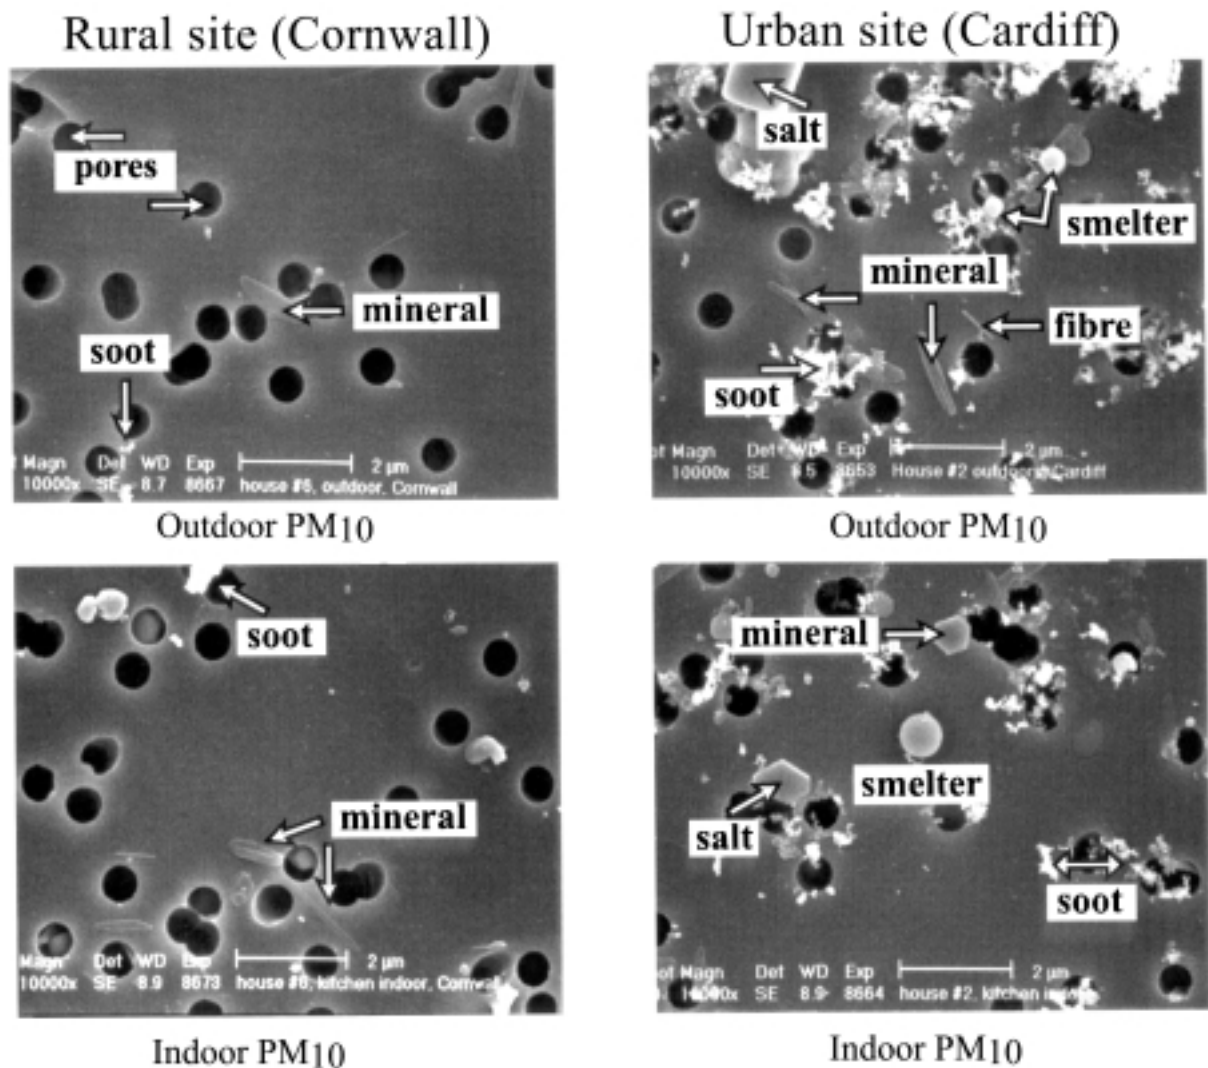 Rural site (Cornwall)
Urban site (Cardiff)
pores
mineral
soot
Magn Det WD Exp 2 µm
10000x SE 8.7 8667 house #6, outdoor, Cornwall
Outdoor PM10
salt
smelter
mineral
fibre
soot
Magn Det WD Exp 2 µm
10000x SE 8653 House #2 outdoors Cardiff
Outdoor PM10
soot
mineral
Magn Det WD Exp 2 µm
10000x SE 8.9 8673 house #6, kitchen indoor,
Indoor PM10
mineral
smelter
salt
soot
Magn Det WD Exp 2 µm
10000x SE 8.9 8664 house #2, kitchen
Indoor PM10